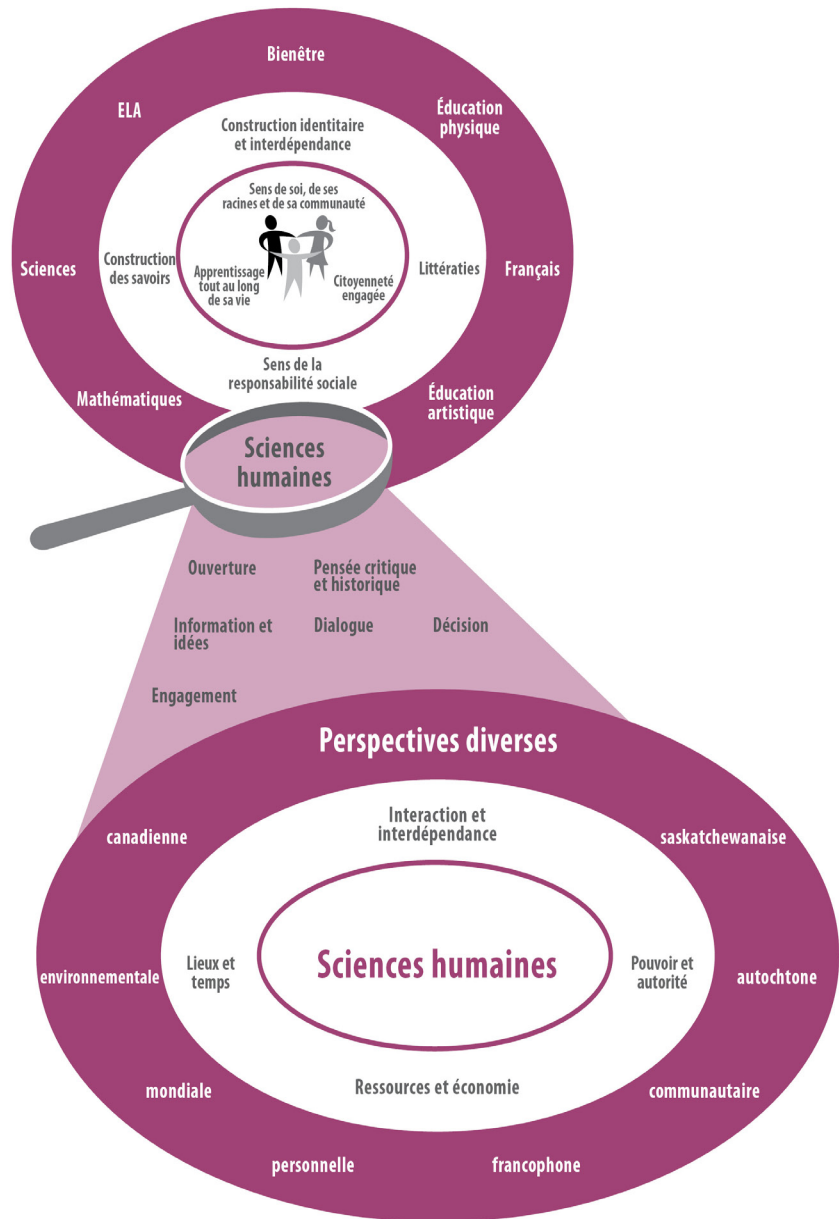 Bienêtre
ELA
Éducation
physique
Construction identitaire
et interdépendance
Sens de soi, de ses
racines et de sa communauté
Sciences
Construction
des savoirs
Apprentissage
tout au long
de sa vie
Citoyenneté
engagée
Littératies
Français
Sens de la
responsabilité sociale
Mathématiques
Éducation
artistique
Sciences
humaines
Ouverture
Pensée critique
et historique
Information et
idées
Dialogue
Décision
Engagement
Perspectives diverses
canadienne
Interaction et
interdépendance
saskatchewanaise
environnementale
Lieux et
temps
Sciences humaines
Pouvoir et
autorité
autochtone
mondiale
Ressources et économie
communautaire
personnelle
francophone